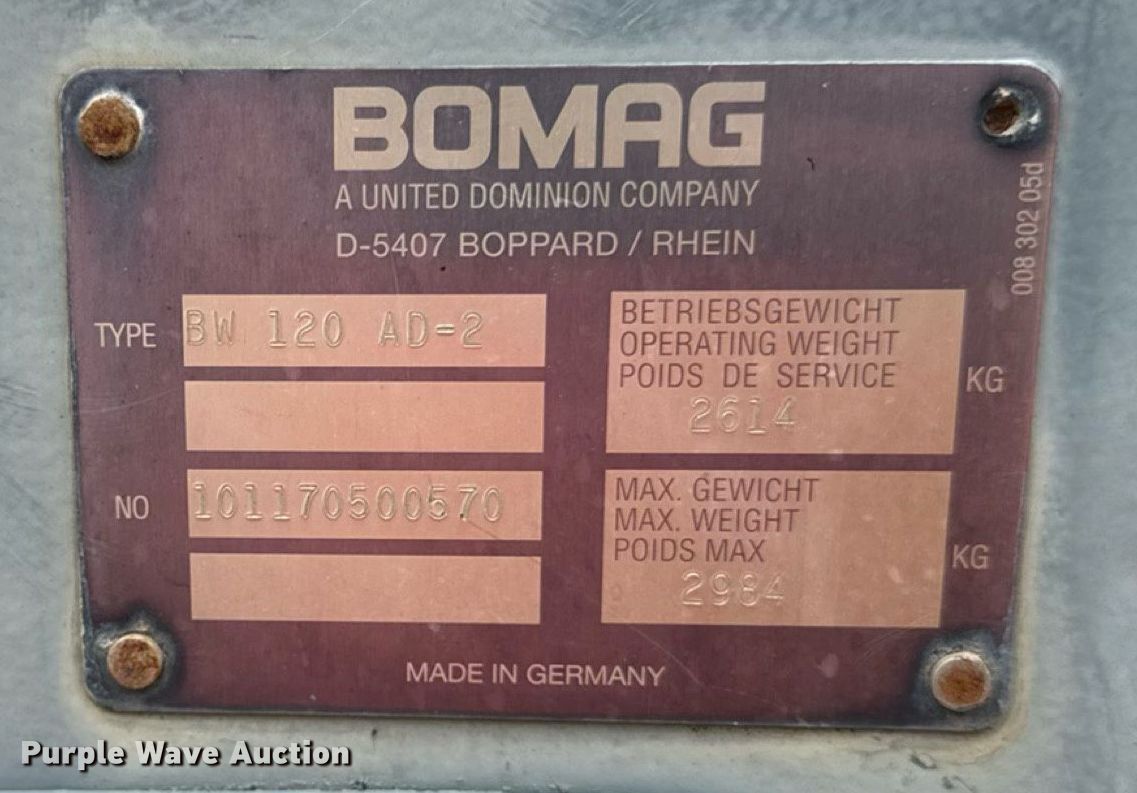 BOMAG
A UNITED DOMINION COMPANY
D-5407 BOPPARD / RHEIN
008 302 05d
TYPE BW 120 AD-2
NO 101170500570
BETRIEBSGEWICHT
OPERATING WEIGHT
POIDS DE SERVICE
2614 KG
MAX. GEWICHT
MAX. WEIGHT
POIDS MAX
2984 KG
MADE IN GERMANY
Purple Wave Auction